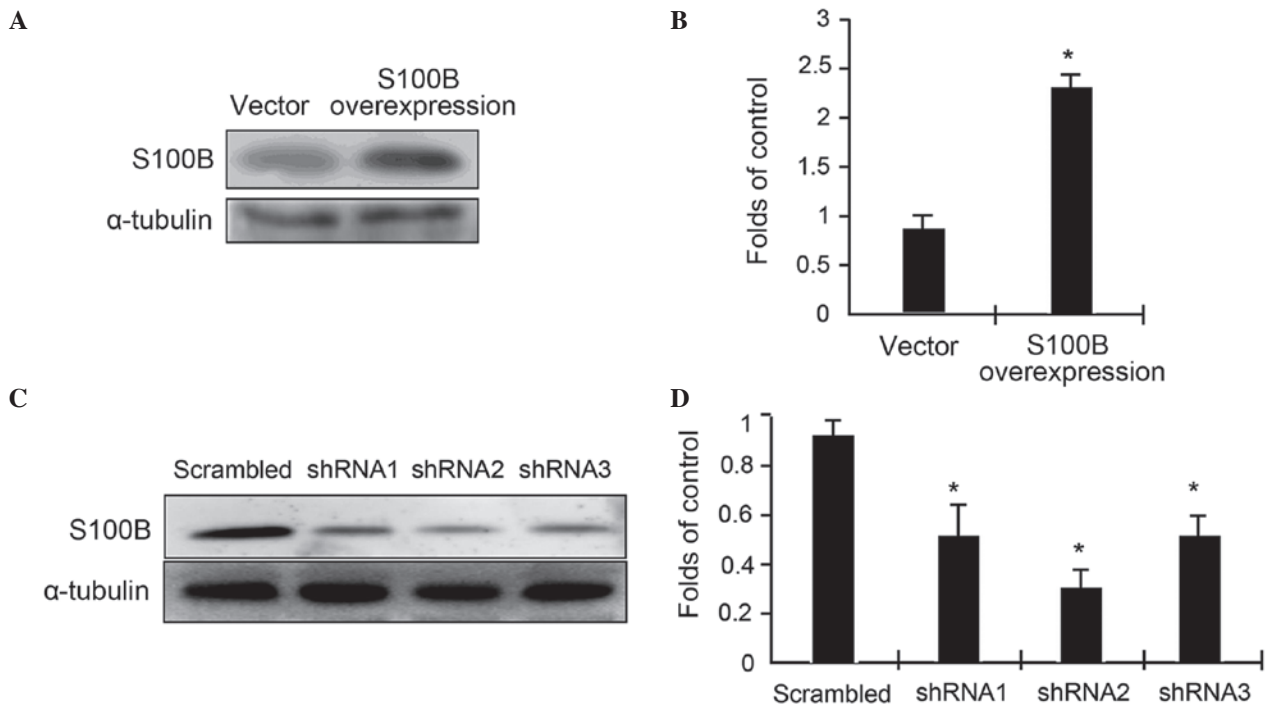 A
Vector
S100B
overexpression
S100B
α-tubulin
B
Folds of control
3
2.5
2
1.5
1
0.5
0
*
Vector
S100B
overexpression
C
Scrambled shRNA1 shRNA2 shRNA3
S100B
α-tubulin
D
Folds of control
1
0.8
0.6
0.4
0.2
0
*
*
*
Scrambled shRNA1 shRNA2 shRNA3